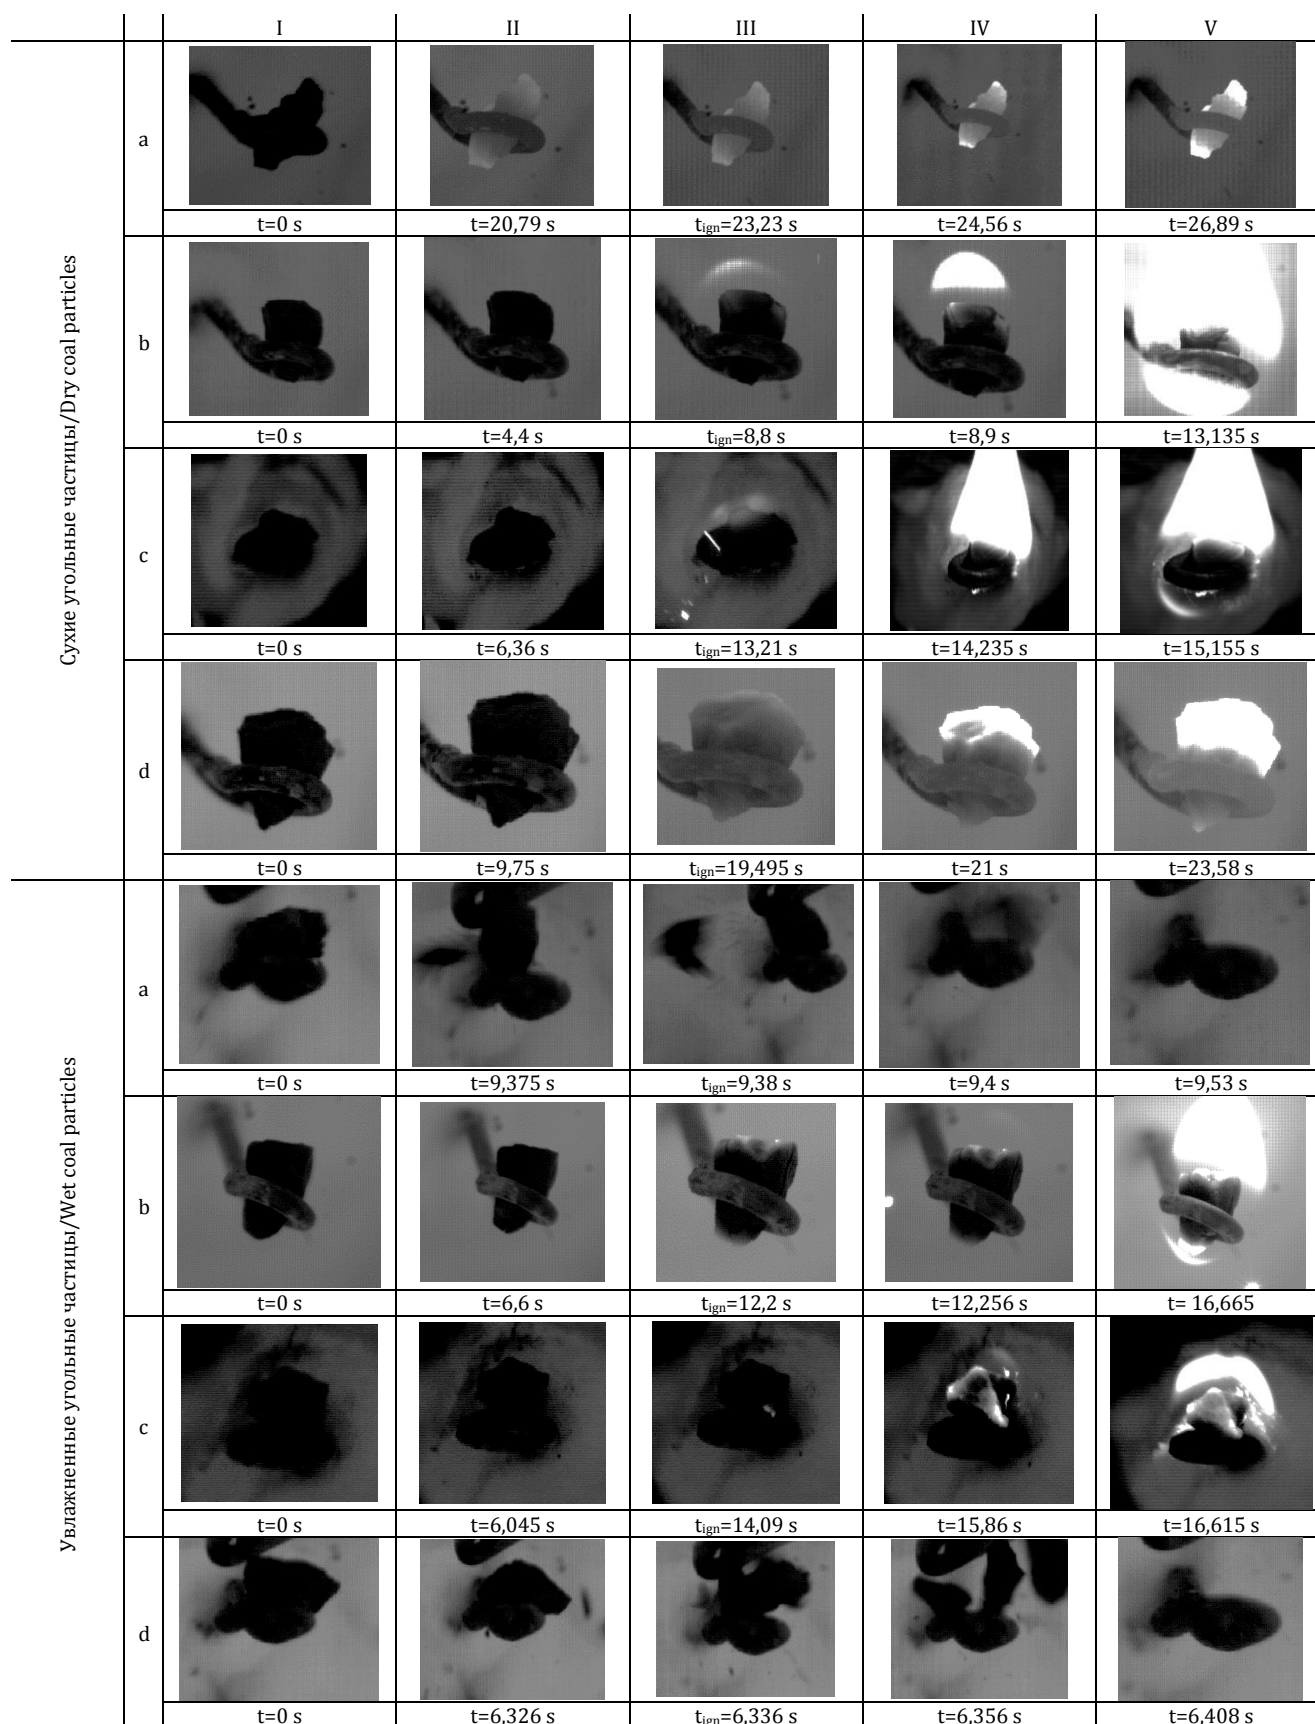 I II III IV V
Сухие угольные частицы/Dry coal particles
a
t=0 s t=20,79 s tign=23,23 s t=24,56 s t=26,89 s
b
t=0 s t=4,4 s tign=8,8 s t=8,9 s t=13,135 s
c
t=0 s t=6,36 s tign=13,21 s t=14,235 s t=15,155 s
d
t=0 s t=9,75 s tign=19,495 s t=21 s t=23,58 s
Увлажненные угольные частицы/Wet coal particles
a
t=0 s t=9,375 s tign=9,38 s t=9,4 s t=9,53 s
b
t=0 s t=6,6 s tign=12,2 s t=12,256 s t= 16,665
c
t=0 s t=6,045 s tign=14,09 s t=15,86 s t=16,615 s
d
t=0 s t=6,326 s tign=6,336 s t=6,356 s t=6,408 s